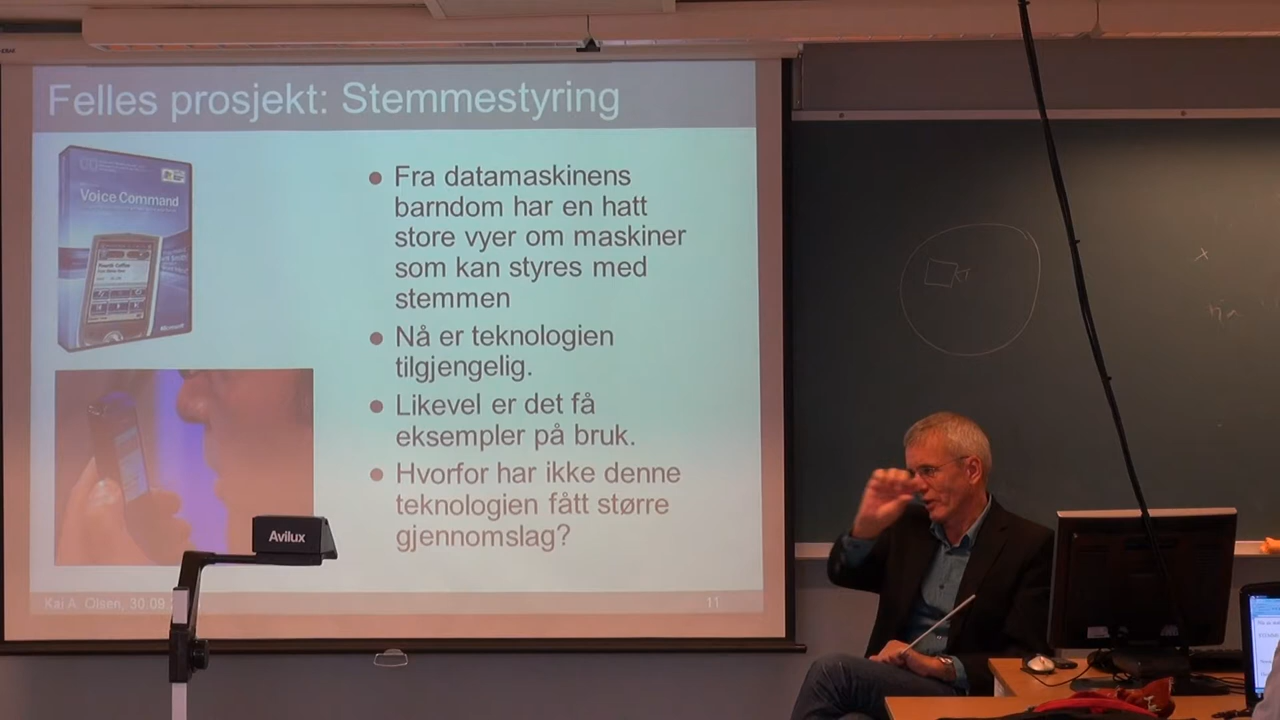 Felles prosjekt: Stemmestyring
Voice Command
Microsoft
Fra datamaskinens
barndom har en hatt
store vyer om maskiner
som kan styres med
stemmen
Nå er teknologien
tilgjengelig.
Likevel er det få
eksempler på bruk.
Hvorfor har ikke denne
teknologien fått større
gjennomslag?
Avilux
Kai A. Olsen, 30.09
11